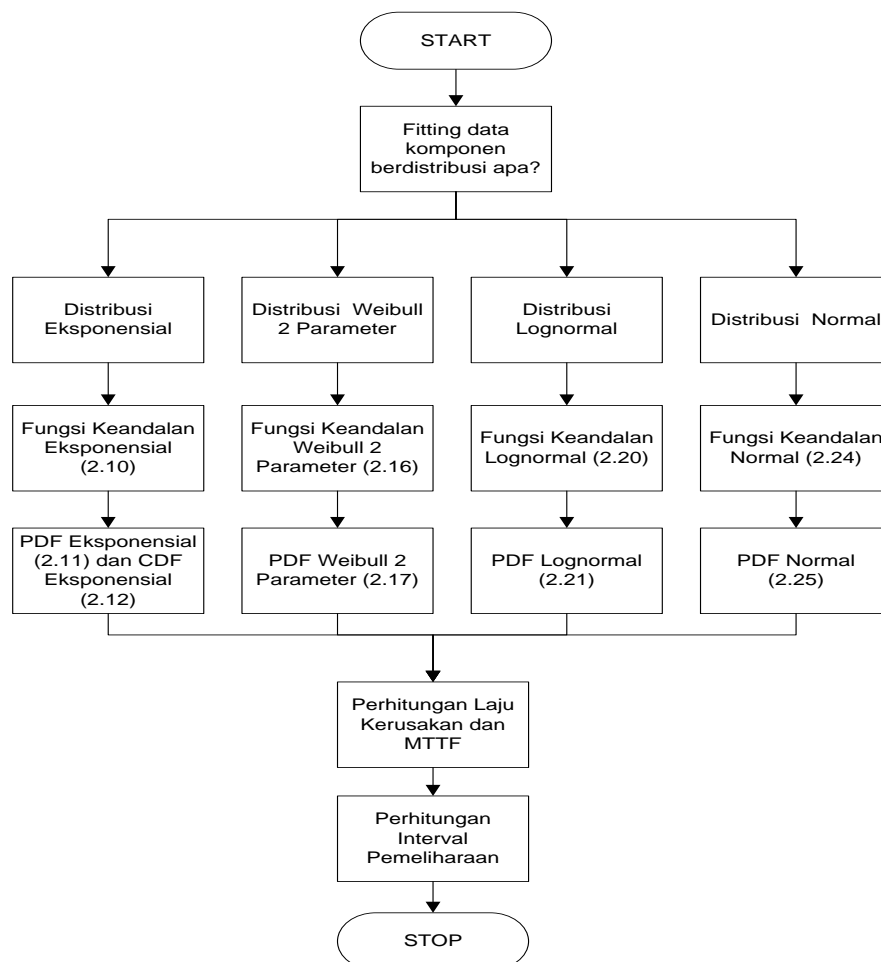 START
Fitting data
komponen
berdistribusi apa?
Distribusi
Eksponensial
Distribusi Weibull
2 Parameter
Distribusi
Lognormal
Distribusi Normal
Fungsi Keandalan
Eksponensial
(2.10)
Fungsi Keandalan
Weibull 2
Parameter (2.16)
Fungsi Keandalan
Lognormal (2.20)
Fungsi Keandalan
Normal (2.24)
PDF Eksponensial
(2.11) dan CDF
Eksponensial
(2.12)
PDF Weibull 2
Parameter (2.17)
PDF Lognormal
(2.21)
PDF Normal
(2.25)
Perhitungan Laju
Kerusakan dan
MTTF
Perhitungan
Interval
Pemeliharaan
STOP